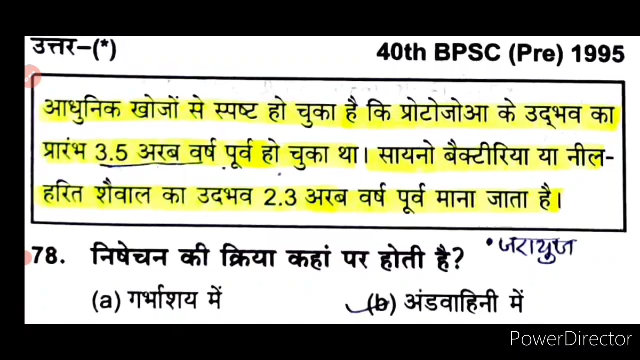 उत्तर–(*)
40th BPSC (Pre) 1995
आधुनिक खोजों से स्पष्ट हो चुका है कि प्रोटोजोआ के उद्भव का
प्रारंभ 3.5 अरब वर्ष पूर्व हो चुका था। सायनो बैक्टीरिया या नील-
हरित शैवाल का उदभव 2.3 अरब वर्ष पूर्व माना जाता है।
78. निषेचन की क्रिया कहां पर होती है? •जरायुज
(a) गर्भाशय में (b) अंडवाहिनी में
PowerDirector